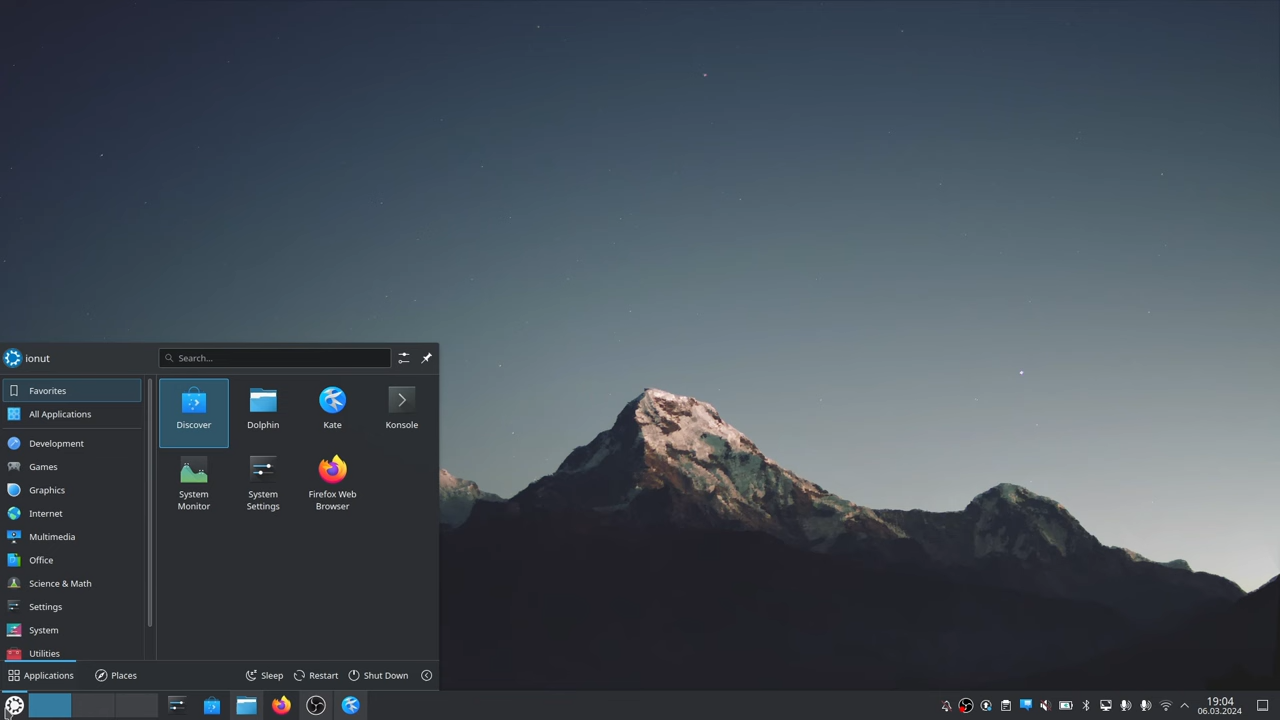 ionut
Search...
Favorites
All Applications
Development
Games
Graphics
Internet
Multimedia
Office
Science & Math
Settings
System
Utilities
Discover
Dolphin
Kate
Konsole
System
Monitor
System
Settings
Firefox Web
Browser
Applications
Places
Sleep
Restart
Shut Down
19:04
06.03.2024